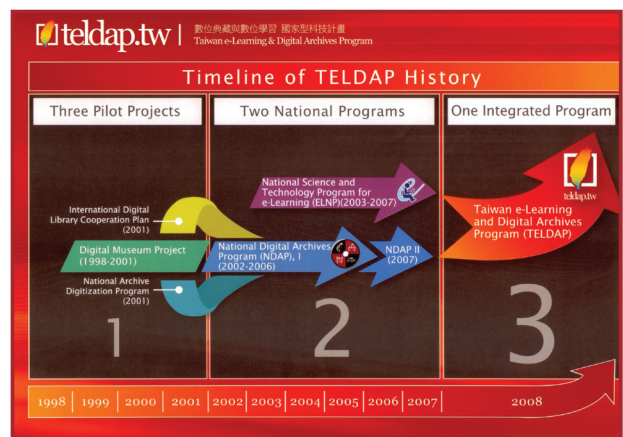 teldap.tw
數位典藏與數位學習 國家型科技計畫
Taiwan e-Learning & Digital Archives Program
Timeline of TELDAP History
Three Pilot Projects
Two National Programs
One Integrated Program
International Digital
Library Cooperation Plan
(2001)
Digital Museum Project
(1998-2001)
National Archive
Digitization Program
(2001)
National Science and
Technology Program for
e-Learning (ELNP)(2003-2007)
National Digital Archives
Program (NDAP), I
(2002-2006)
NDAP II
(2007)
teldap.tw
Taiwan e-Learning
and Digital Archives
Program (TELDAP)
1
2
3
1998 1999 2000 2001 2002 2003 2004 2005 2006 2007 2008